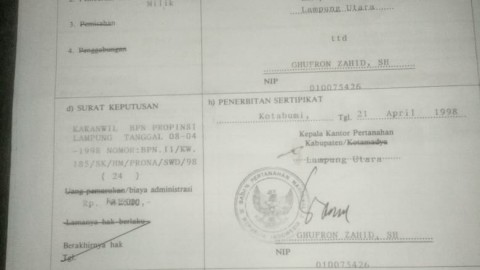 Milik
Lampung Utara
3. Pemisahan
4. Penggabungan
ttd
GHUFRON ZAHID, SH
NIP
010075426
d) SURAT KEPUTUSAN
KAKANWIL BPN PROPINSI
LAMPUNG TANGGAL 08-04
-1998 NOMOR:BPN.11/KW.
185/SK/HM/PRONA/SWD/98
( 24 )
Uang pemasukan/biaya administrasi
Rp.
Lamanya hak berlaku
Berakhirnya hak
Tgl.
h) PENERBITAN SERTIPIKAT
Kotabumi, Tgl. 21 April 1998
Kepala Kantor Pertanahan
Kabupaten/Kotamadya
Lampung Utara
GHUFRON ZAHID, SH
NIP
010075426